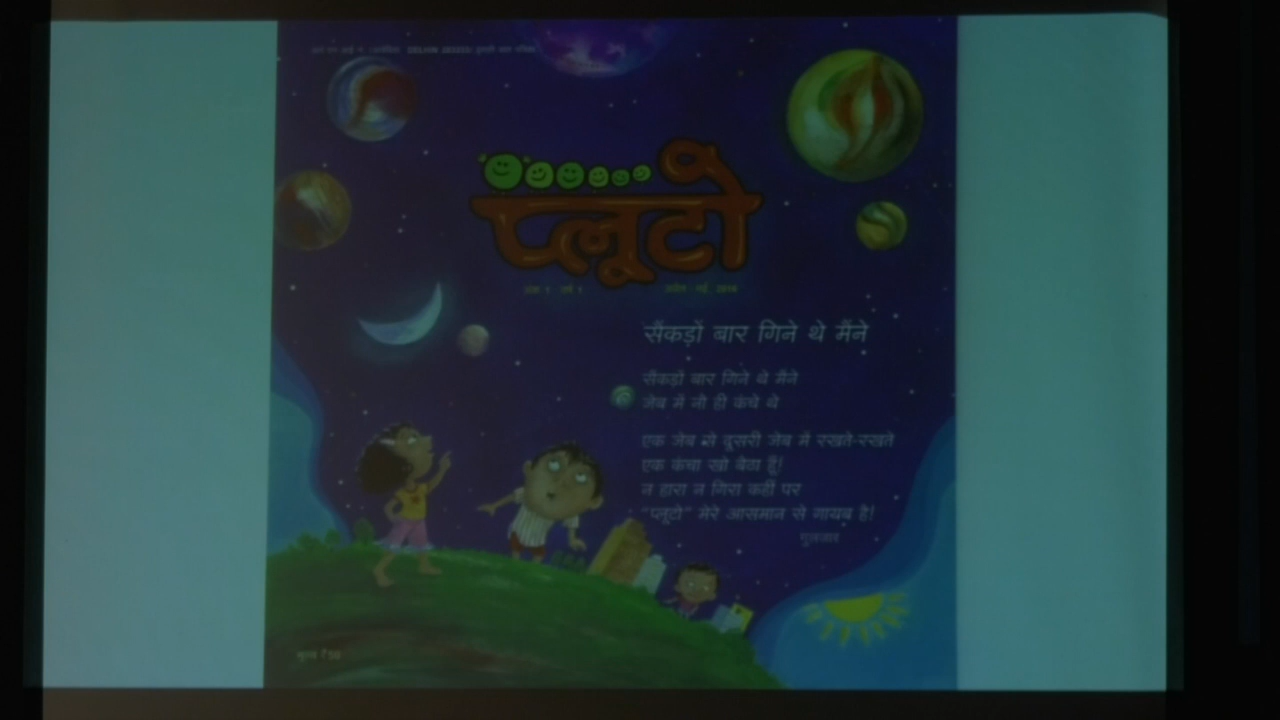 प्लूटो
सैंकड़ों बार गिने थे मैंने
सैंकड़ों बार गिने थे मैंने
जेब में नौ ही कंचे थे
एक जेब से दूसरी जेब में रखते-रखते
एक कंचा खो बैठा हूँ!
न हारा न गिरा कहीं पर
“प्लूटो” मेरे आसमान से गायब है!
गुलज़ार